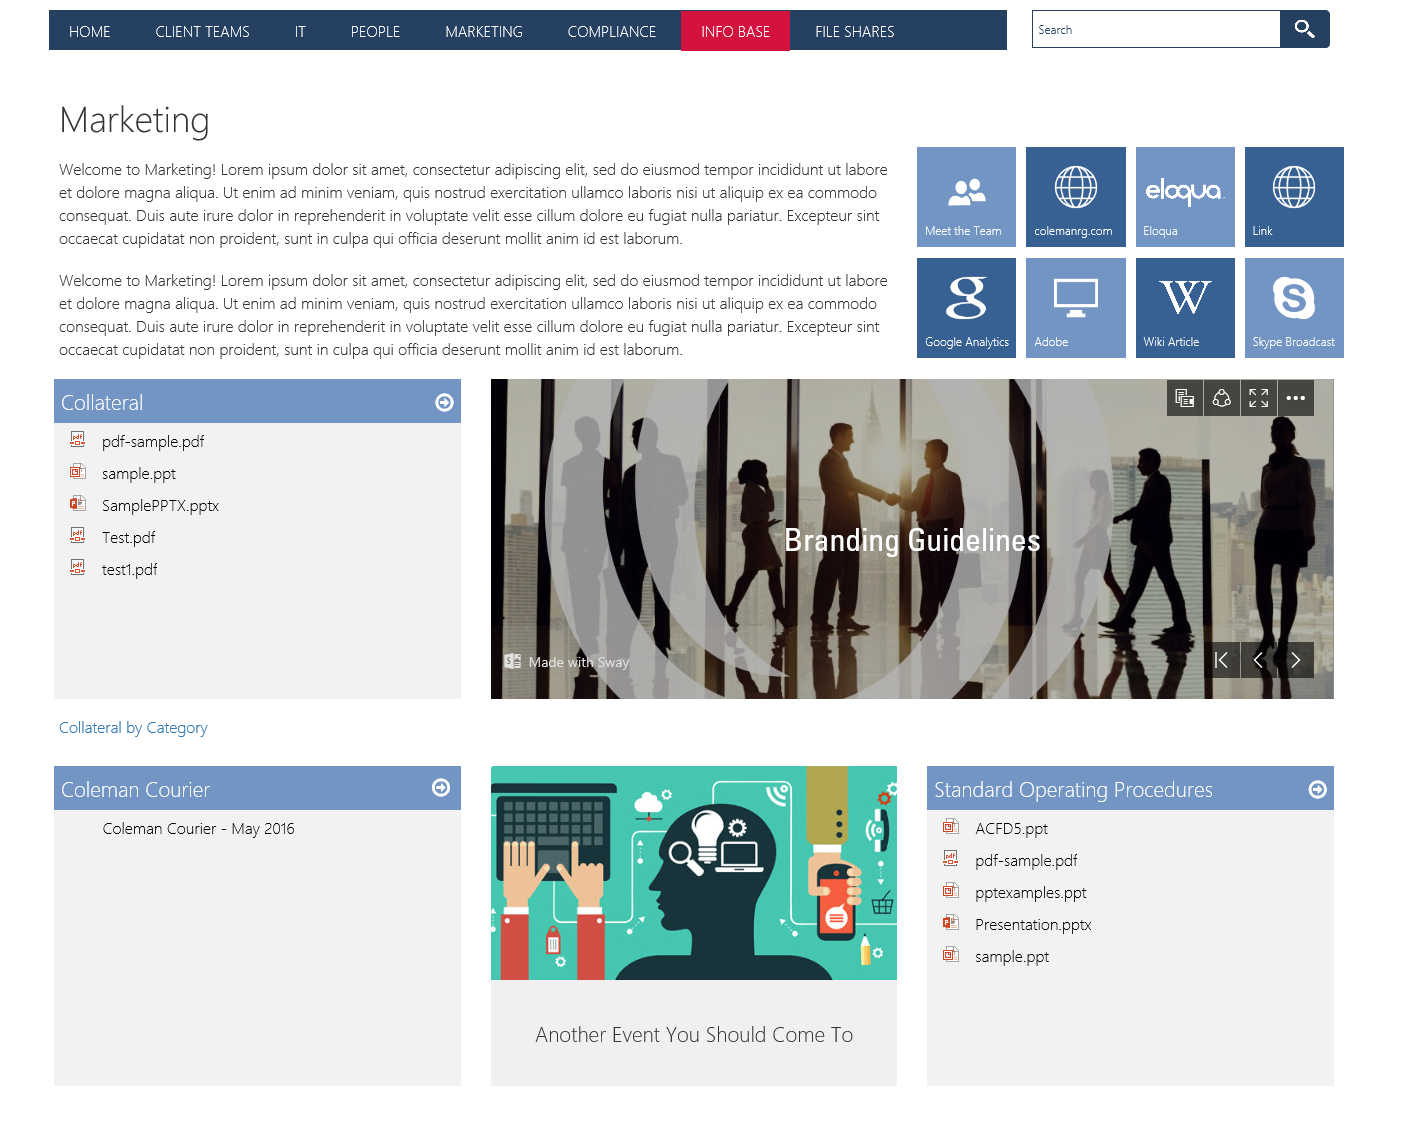 HOME CLIENT TEAMS IT PEOPLE MARKETING COMPLIANCE INFO BASE FILE SHARES
Search
Marketing
Welcome to Marketing! Lorem ipsum dolor sit amet, consectetur adipiscing elit, sed do eiusmod tempor incididunt ut labore
et dolore magna aliqua. Ut enim ad minim veniam, quis nostrud exercitation ullamco laboris nisi ut aliquip ex ea commodo
consequat. Duis aute irure dolor in reprehenderit in voluptate velit esse cillum dolore eu fugiat nulla pariatur. Excepteur sint
occaecat cupidatat non proident, sunt in culpa qui officia deserunt mollit anim id est laborum.
Welcome to Marketing! Lorem ipsum dolor sit amet, consectetur adipiscing elit, sed do eiusmod tempor incididunt ut labore
et dolore magna aliqua. Ut enim ad minim veniam, quis nostrud exercitation ullamco laboris nisi ut aliquip ex ea commodo
consequat. Duis aute irure dolor in reprehenderit in voluptate velit esse cillum dolore eu fugiat nulla pariatur. Excepteur sint
occaecat cupidatat non proident, sunt in culpa qui officia deserunt mollit anim id est laborum.
eloqua
Meet the Team colemanrg.com Eloqua Link
g W S
Google Analytics Adobe Wiki Article Skype Broadcast
Collateral
pdf-sample.pdf
sample.ppt
SamplePPTX.pptx
Test.pdf
test1.pdf
Branding Guidelines
Made with Sway
Collateral by Category
Coleman Courier
Coleman Courier - May 2016
Another Event You Should Come To
Standard Operating Procedures
ACFD5.ppt
pdf-sample.pdf
pptexamples.ppt
Presentation.pptx
sample.ppt